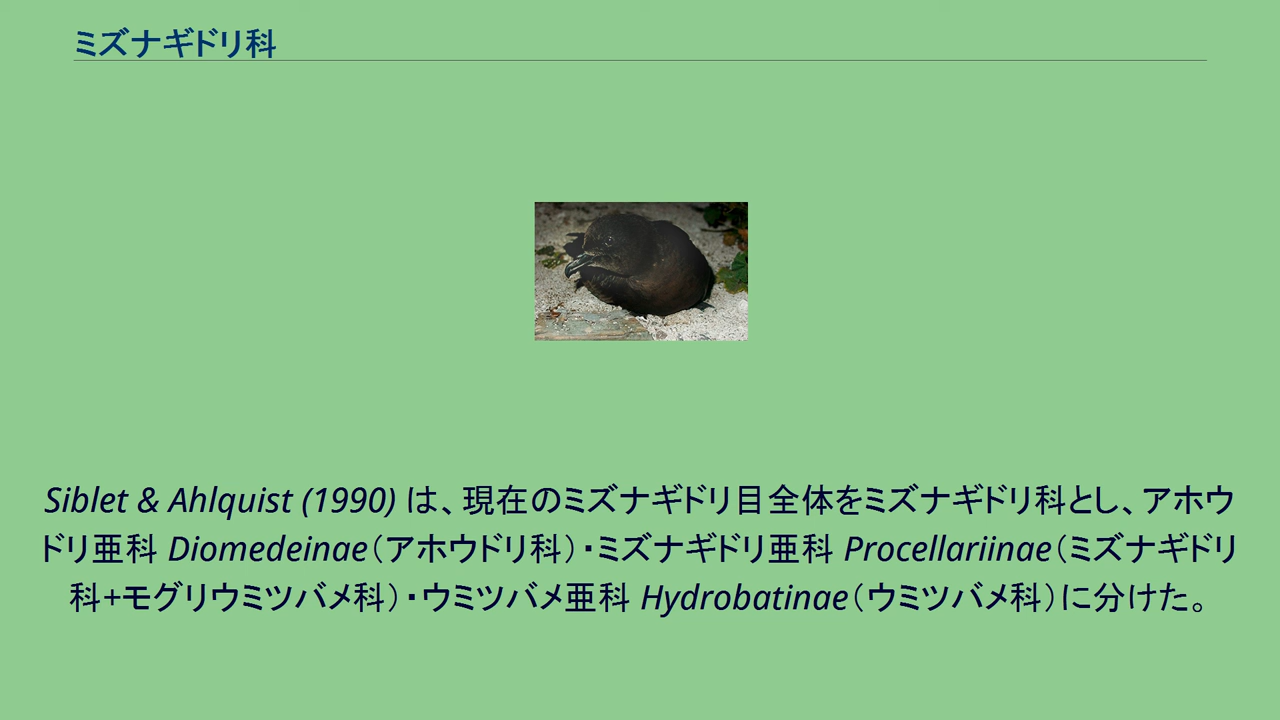 ミズナギドリ科
Siblet & Ahlquist (1990) は、現在のミズナギドリ目全体をミズナギドリ科とし、アホウ
ドリ亜科 Diomedeinae（アホウドリ科）・ミズナギドリ亜科 Procellariinae（ミズナギドリ
科+モグリウミツバメ科）・ウミツバメ亜科 Hydrobatinae（ウミツバメ科）に分けた。